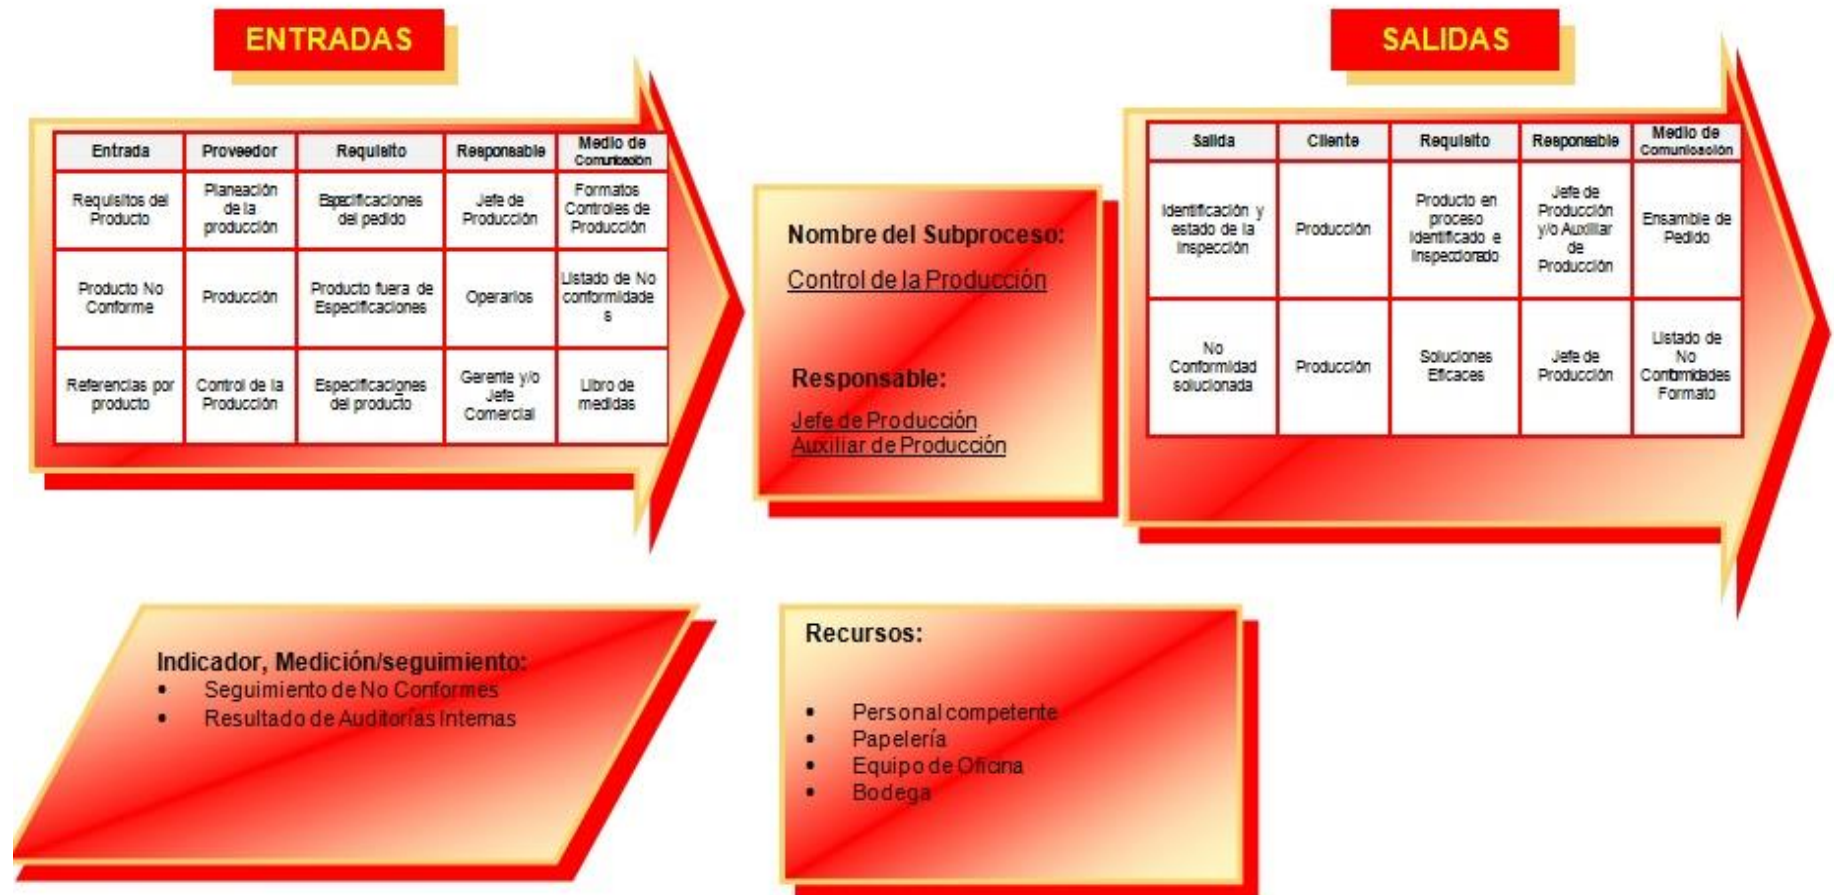 ENTRADAS
Entrada Proveedor Requisito Responsable Medio de
Comunicación
Requisitos del
Producto
Planeación
de la
producción
Especificaciones
del pedido
Jefe de
Producción
Formatos
Controles de
Producción
Producto No
Conforme
Producción
Producto fuera de
Especificaciones
Operarios
Listado de No
conformidade
s
Referencias por
producto
Control de la
Producción
Especificaciones
del producto
Gerente y/o
Jefe
Comercial
Libro de
medidas
Nombre del Subproceso:
Control de la Producción
Responsable:
Jefe de Producción
Auxiliar de Producción
SALIDAS
Salida Cliente Requisito Responsable Medio de
Comunicación
Identificación y
estado de la
Inspección
Producción
Producto en
proceso
Identificado e
Inspeccionado
Jefe de
Producción
y/o Auxiliar
de
Producción
Ensamble de
Pedido
No
Conformidad
solucionada
Producción
Soluciones
Eficaces
Jefe de
Producción
Listado de
No
Conformidades
Formato
Indicador, Medición/seguimiento:
• Seguimiento de No Conformes
• Resultado de Auditorías Internas
Recursos:
• Personal competente
• Papelería
• Equipo de Oficina
• Bodega